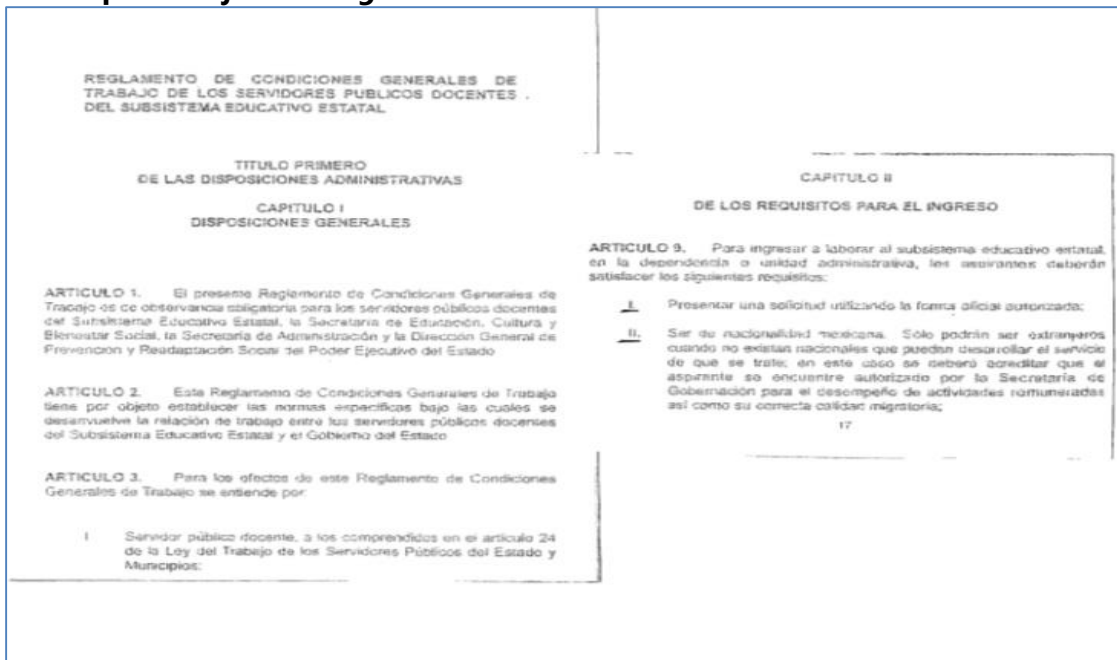 REGLAMENTO DE CONDICIONES GENERALES DE
TRABAJO DE LOS SERVIDORES PUBLICOS DOCENTES .
DEL SUBSISTEMA EDUCATIVO ESTATAL
TITULO PRIMERO
DE LAS DISPOSICIONES ADMINISTRATIVAS
CAPITULO I
DISPOSICIONES GENERALES
ARTICULO 1. El presente Reglamento de Condiciones Generales de
Trabajo es de observancia obligatoria para los servidores públicos docentes
del Subsistema Educativo Estatal, la Secretaría de Educación, Cultura y
Bienestar Social, la Secretaría de Administración y la Dirección General de
Prevención y Readaptación Social del Poder Ejecutivo del Estado
ARTICULO 2. Este Reglamento de Condiciones Generales de Trabajo
tiene por objeto establecer las normas específicas bajo las cuales se
desenvuelve la relación de trabajo entre los servidores públicos docentes
del Subsistema Educativo Estatal y el Gobierno del Estado
ARTICULO 3. Para los efectos de este Reglamento de Condiciones
Generales de Trabajo se entiende por:
I Servidor público docente, a los comprendidos en el artículo 24
de la Ley del Trabajo de los Servidores Públicos del Estado y
Municipios;
CAPITULO II
DE LOS REQUISITOS PARA EL INGRESO
ARTICULO 9. Para ingresar a laborar al subsistema educativo estatal,
en la dependencia o unidad administrativa, los aspirantes deberán
satisfacer los siguientes requisitos:
I. Presentar una solicitud utilizando la forma oficial autorizada;
II. Ser de nacionalidad mexicana. Sólo podrán ser extranjeros
cuando no existan nacionales que puedan desarrollar el servicio
de que se trate; en este caso se deberá acreditar que el
aspirante se encuentre autorizado por la Secretaría de
Gobernación para el desempeño de actividades remuneradas
así como su correcta calidad migratoria;
17